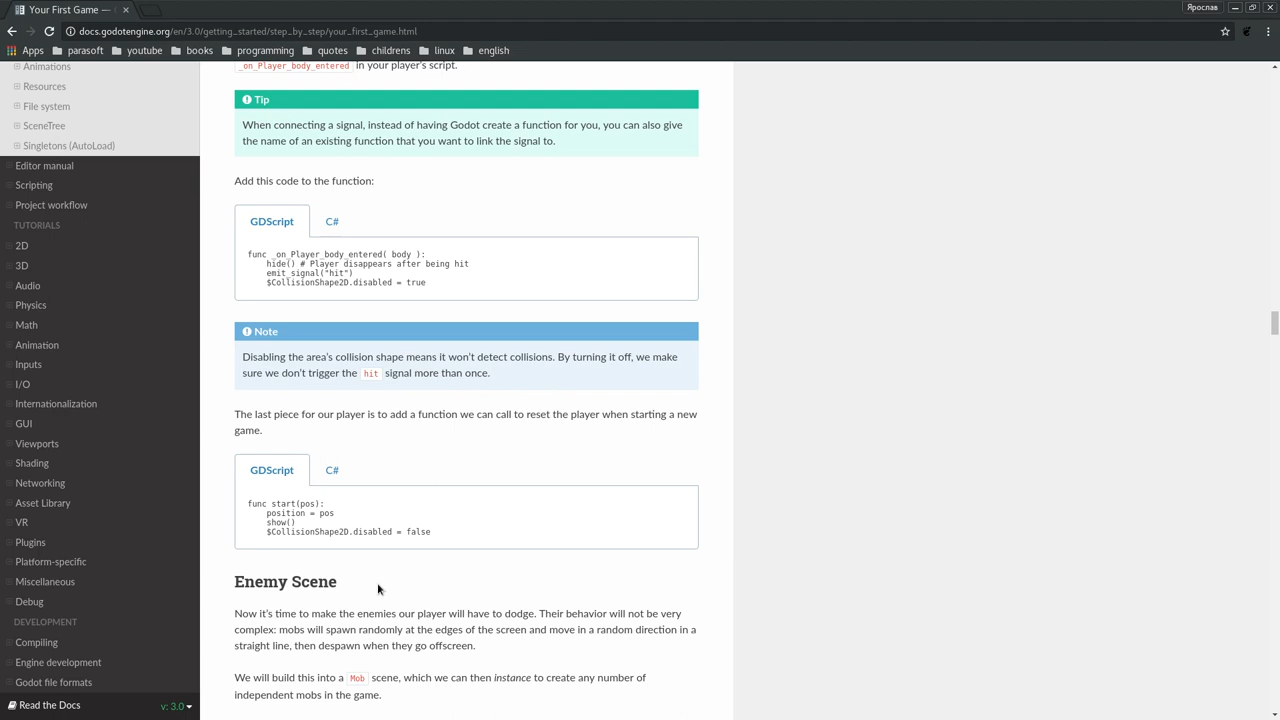 Your First Game —
Ярослав
docs.godotengine.org/en/3.0/getting_started/step_by_step/your_first_game.html
Apps parasoft youtube books programming quotes childrens linux english
Animations
Resources
File system
SceneTree
Singletons (AutoLoad)
Editor manual
Scripting
Project workflow
TUTORIALS
2D
3D
Audio
Physics
Math
Animation
Inputs
I/O
Internationalization
GUI
Viewports
Shading
Networking
Asset Library
VR
Plugins
Platform-specific
Miscellaneous
Debug
DEVELOPMENT
Compiling
Engine development
Godot file formats
Read the Docs v: 3.0
_on_Player_body_entered in your player's script.
Tip
When connecting a signal, instead of having Godot create a function for you, you can also give
the name of an existing function that you want to link the signal to.
Add this code to the function:
GDScript C#
func _on_Player_body_entered( body ):
    hide() # Player disappears after being hit
    emit_signal("hit")
    $CollisionShape2D.disabled = true
Note
Disabling the area's collision shape means it won't detect collisions. By turning it off, we make
sure we don't trigger the hit signal more than once.
The last piece for our player is to add a function we can call to reset the player when starting a new
game.
GDScript C#
func start(pos):
    position = pos
    show()
    $CollisionShape2D.disabled = false
Enemy Scene
Now it's time to make the enemies our player will have to dodge. Their behavior will not be very
complex: mobs will spawn randomly at the edges of the screen and move in a random direction in a
straight line, then despawn when they go offscreen.
We will build this into a Mob scene, which we can then instance to create any number of
independent mobs in the game.